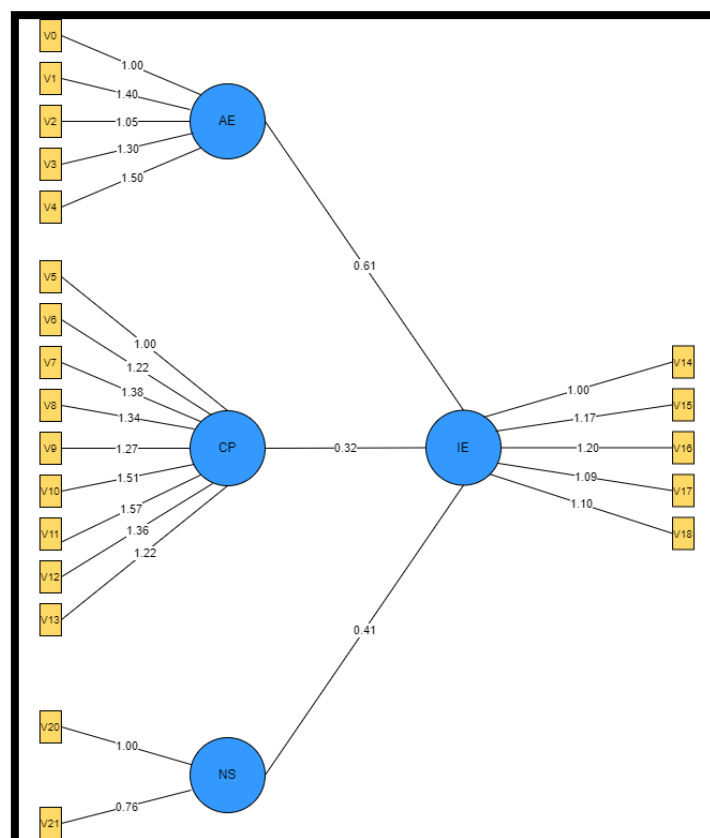 V0
1.00
V1
1.40
V2
1.05
AE
V3
1.30
V4
1.50
0.61
V5
1.00
V6
1.22
V7
1.38
V8
1.34
V9
1.27
CP
V10
1.51
V11
1.57
V12
1.36
V13
1.22
0.32
IE
V14
1.00
V15
1.17
V16
1.20
V17
1.09
V18
1.10
0.41
V20
1.00
NS
V21
0.76